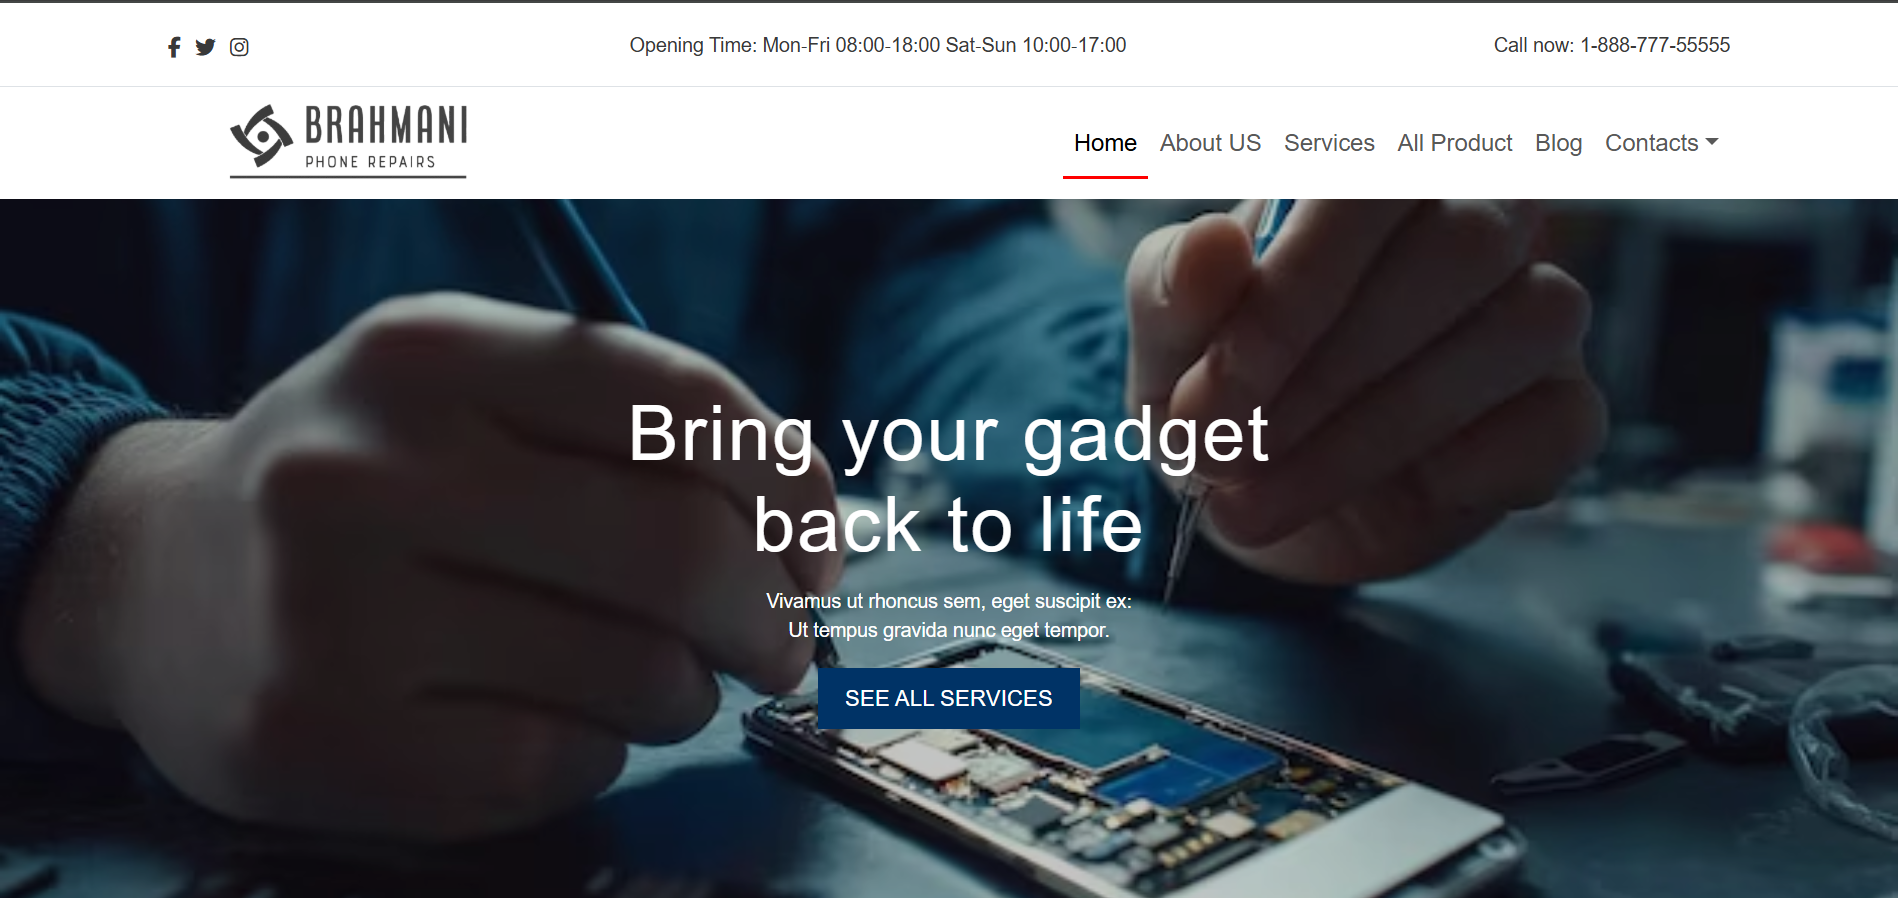 Opening Time: Mon-Fri 08:00-18:00 Sat-Sun 10:00-17:00
Call now: 1-888-777-55555
BRAHMANI
PHONE REPAIRS
Home About US Services All Product Blog Contacts
Bring your gadget
back to life
Vivamus ut rhoncus sem, eget suscipit ex:
Ut tempus gravida nunc eget tempor.
SEE ALL SERVICES